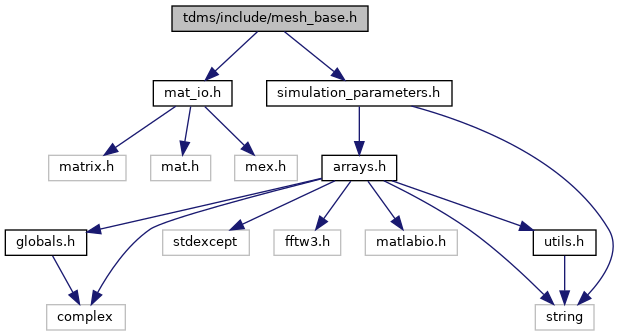 tdms/include/mesh_base.h
mat_io.h
simulation_parameters.h
matrix.h
mat.h
mex.h
arrays.h
globals.h
stdexcept
fftw3.h
matlabio.h
utils.h
complex
string